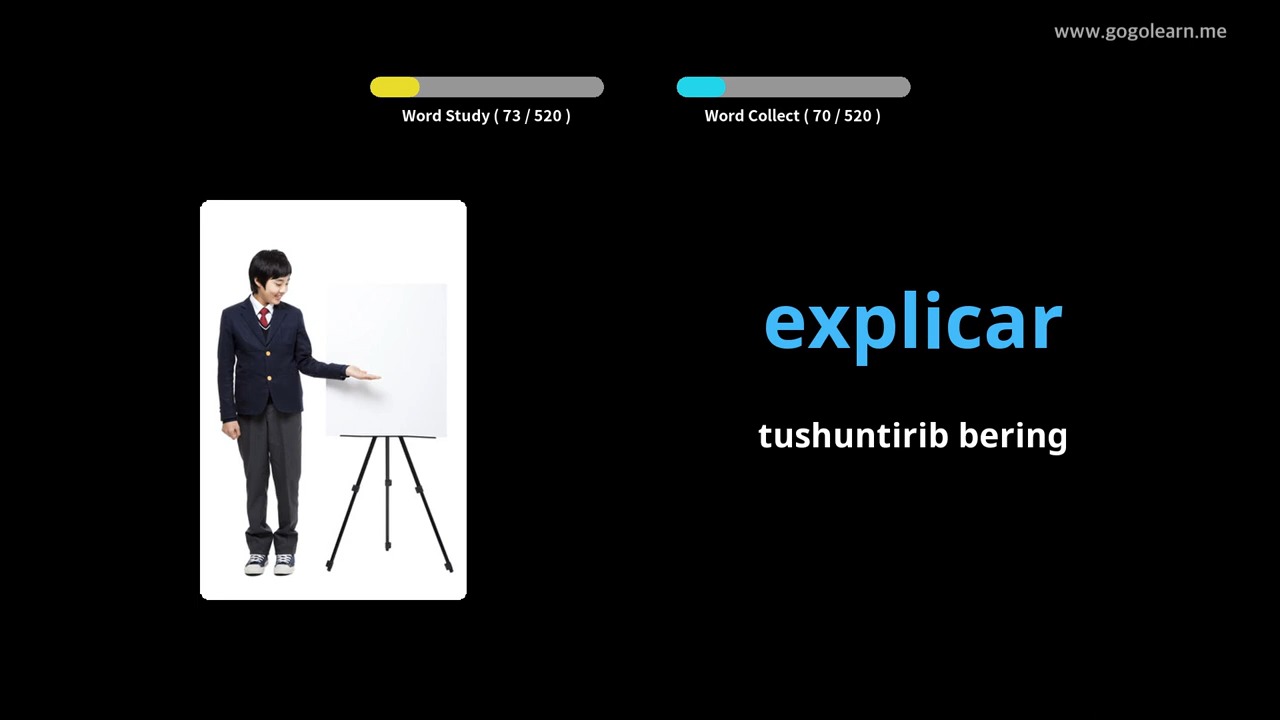 www.gogolearn.me
Word Study ( 73 / 520 )
Word Collect ( 70 / 520 )
explicar
tushuntirib bering